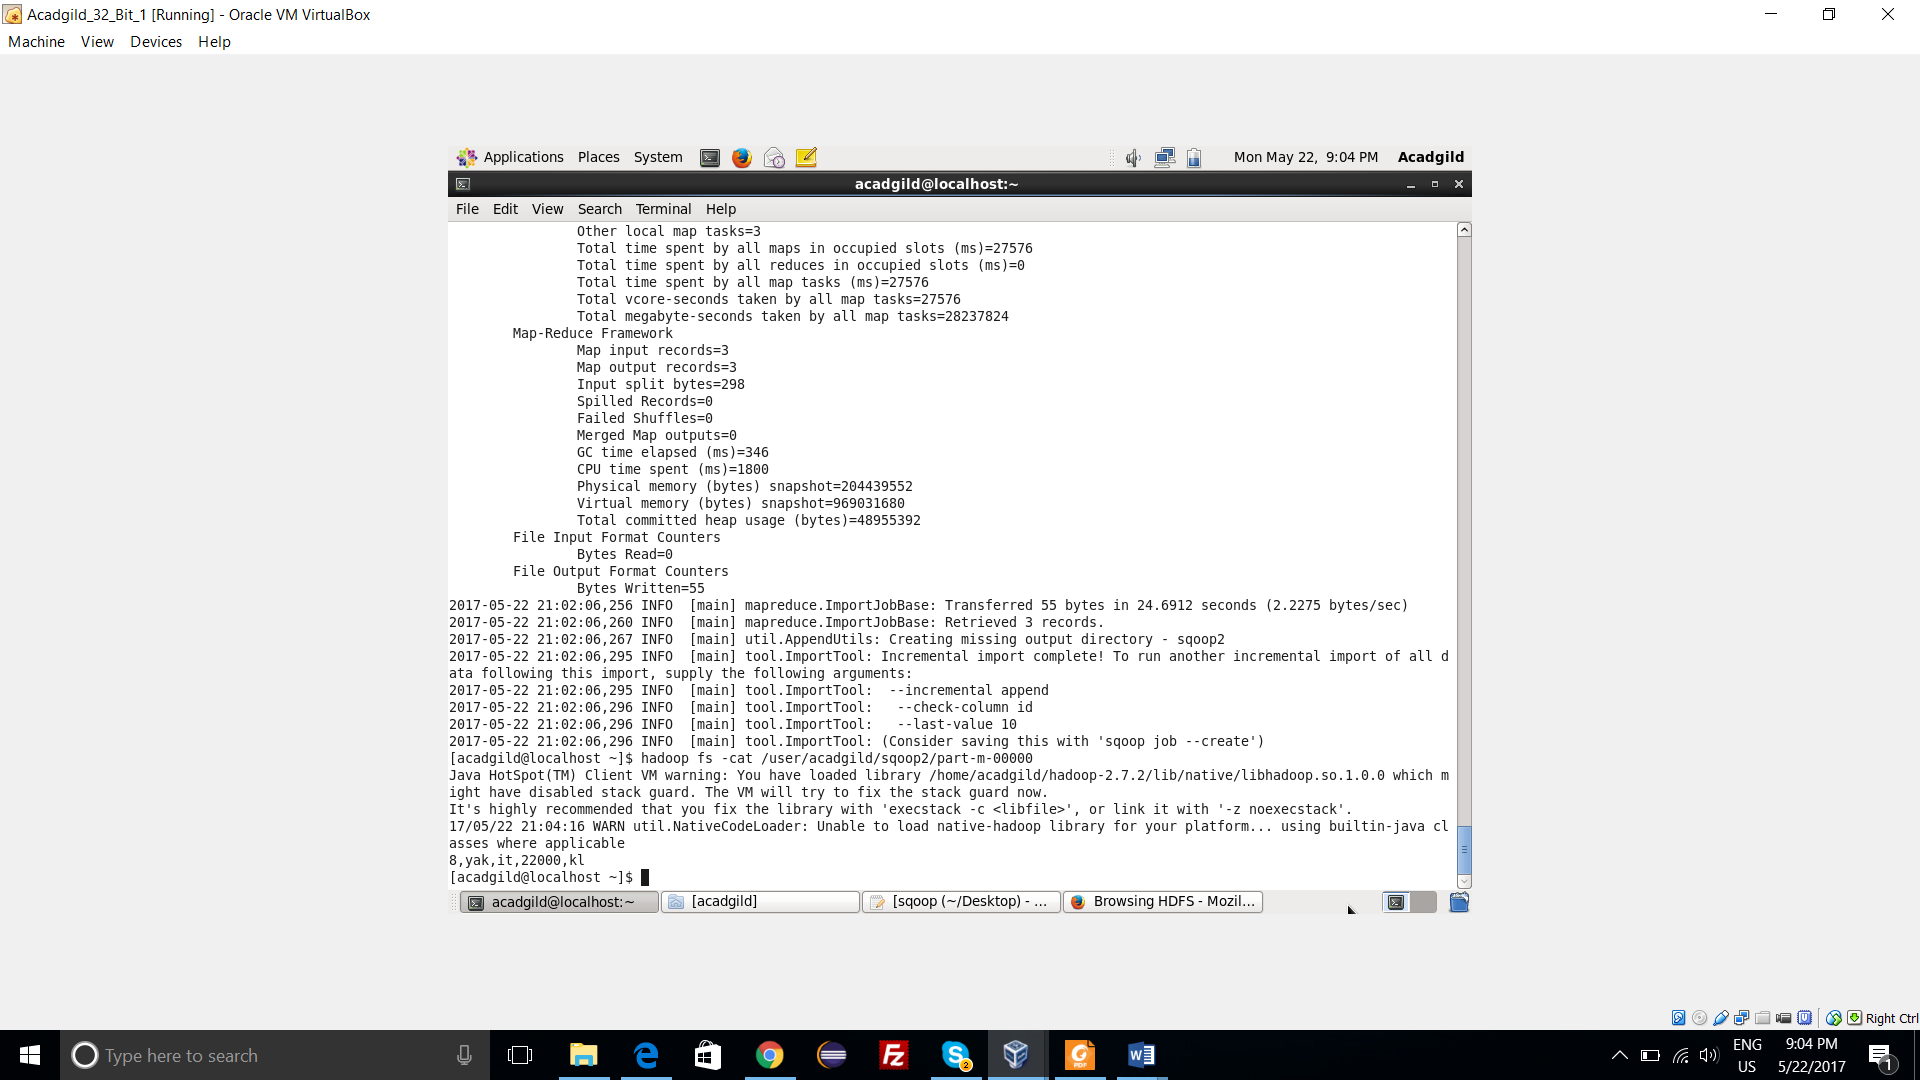 Acadgild_32_Bit_1 [Running] - Oracle VM VirtualBox
Machine View Devices Help
Applications Places System Mon May 22, 9:04 PM Acadgild
acadgild@localhost:~
File Edit View Search Terminal Help
Other local map tasks=3
Total time spent by all maps in occupied slots (ms)=27576
Total time spent by all reduces in occupied slots (ms)=0
Total time spent by all map tasks (ms)=27576
Total vcore-seconds taken by all map tasks=27576
Total megabyte-seconds taken by all map tasks=28237824
Map-Reduce Framework
Map input records=3
Map output records=3
Input split bytes=298
Spilled Records=0
Failed Shuffles=0
Merged Map outputs=0
GC time elapsed (ms)=346
CPU time spent (ms)=1800
Physical memory (bytes) snapshot=204439552
Virtual memory (bytes) snapshot=969031680
Total committed heap usage (bytes)=48955392
File Input Format Counters
Bytes Read=0
File Output Format Counters
Bytes Written=55
2017-05-22 21:02:06,256 INFO  [main] mapreduce.ImportJobBase: Transferred 55 bytes in 24.6912 seconds (2.2275 bytes/sec)
2017-05-22 21:02:06,260 INFO  [main] mapreduce.ImportJobBase: Retrieved 3 records.
2017-05-22 21:02:06,267 INFO  [main] util.AppendUtils: Creating missing output directory - sqoop2
2017-05-22 21:02:06,295 INFO  [main] tool.ImportTool: Incremental import complete! To run another incremental import of all d
ata following this import, supply the following arguments:
2017-05-22 21:02:06,295 INFO  [main] tool.ImportTool:  --incremental append
2017-05-22 21:02:06,296 INFO  [main] tool.ImportTool:   --check-column id
2017-05-22 21:02:06,296 INFO  [main] tool.ImportTool:   --last-value 10
2017-05-22 21:02:06,296 INFO  [main] tool.ImportTool: (Consider saving this with 'sqoop job --create')
[acadgild@localhost ~]$ hadoop fs -cat /user/acadgild/sqoop2/part-m-00000
Java HotSpot(TM) Client VM warning: You have loaded library /home/acadgild/hadoop-2.7.2/lib/native/libhadoop.so.1.0.0 which m
ight have disabled stack guard. The VM will try to fix the stack guard now.
It's highly recommended that you fix the library with 'execstack -c <libfile>', or link it with '-z noexecstack'.
17/05/22 21:04:16 WARN util.NativeCodeLoader: Unable to load native-hadoop library for your platform... using builtin-java cl
asses where applicable
8,yak,it,22000,kl
[acadgild@localhost ~]$
acadgild@localhost:~ [acadgild] [sqoop (~/Desktop) - ... Browsing HDFS - Mozil...
Right Ctrl
Type here to search
ENG 9:04 PM
US 5/22/2017
1
2